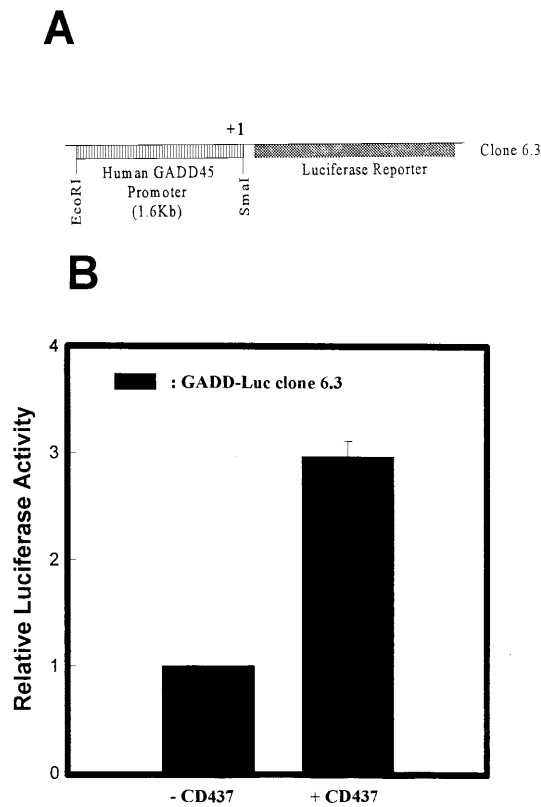 A
+1
Clone 6.3
Human GADD45
Promoter
(1.6Kb)
Luciferase Reporter
EcoRI
SmaI
B
4
3
2
1
0
Relative Luciferase Activity
: GADD-Luc clone 6.3
- CD437
+ CD437